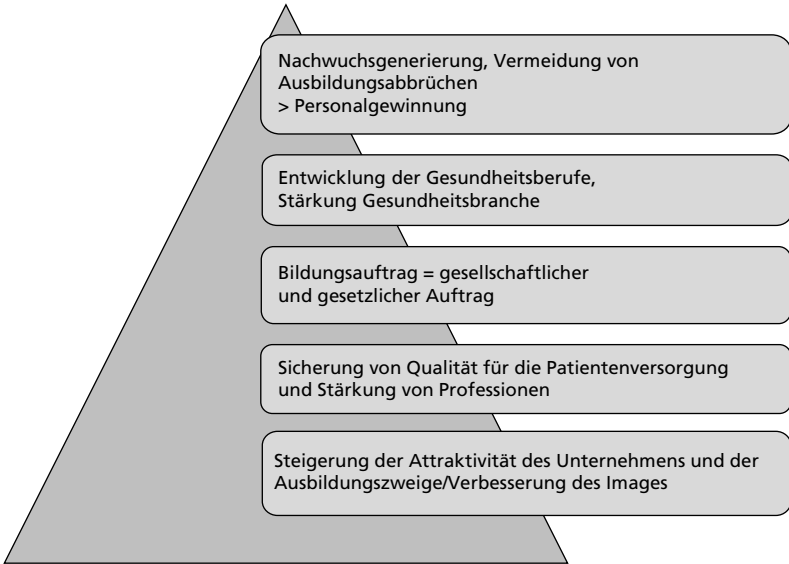 Nachwuchsgenerierung, Vermeidung von
Ausbildungsabbrüchen
> Personalgewinnung
Entwicklung der Gesundheitsberufe,
Stärkung Gesundheitsbranche
Bildungsauftrag = gesellschaftlicher
und gesetzlicher Auftrag
Sicherung von Qualität für die Patientenversorgung
und Stärkung von Professionen
Steigerung der Attraktivität des Unternehmens und der
Ausbildungszweige/Verbesserung des Images